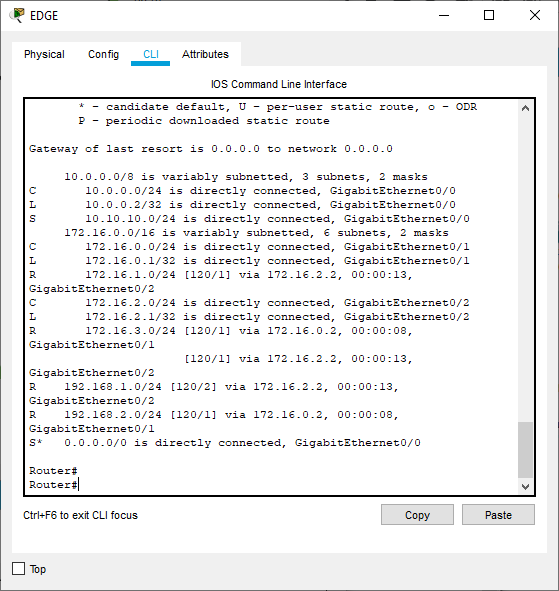 EDGE
Physical Config CLI Attributes
IOS Command Line Interface
       * - candidate default, U - per-user static route, o - ODR
       P - periodic downloaded static route
Gateway of last resort is 0.0.0.0 to network 0.0.0.0
     10.0.0.0/8 is variably subnetted, 3 subnets, 2 masks
C       10.0.0.0/24 is directly connected, GigabitEthernet0/0
L       10.0.0.2/32 is directly connected, GigabitEthernet0/0
S       10.10.10.0/24 is directly connected, GigabitEthernet0/0
     172.16.0.0/16 is variably subnetted, 6 subnets, 2 masks
C       172.16.0.0/24 is directly connected, GigabitEthernet0/1
L       172.16.0.1/32 is directly connected, GigabitEthernet0/1
R       172.16.1.0/24 [120/1] via 172.16.2.2, 00:00:13,
GigabitEthernet0/2
C       172.16.2.0/24 is directly connected, GigabitEthernet0/2
L       172.16.2.1/32 is directly connected, GigabitEthernet0/2
R       172.16.3.0/24 [120/1] via 172.16.0.2, 00:00:08,
GigabitEthernet0/1
                      [120/1] via 172.16.2.2, 00:00:13,
GigabitEthernet0/2
R    192.168.1.0/24 [120/2] via 172.16.2.2, 00:00:13,
GigabitEthernet0/2
R    192.168.2.0/24 [120/1] via 172.16.0.2, 00:00:08,
GigabitEthernet0/1
S*   0.0.0.0/0 is directly connected, GigabitEthernet0/0
Router#
Router#
Ctrl+F6 to exit CLI focus Copy Paste
Top